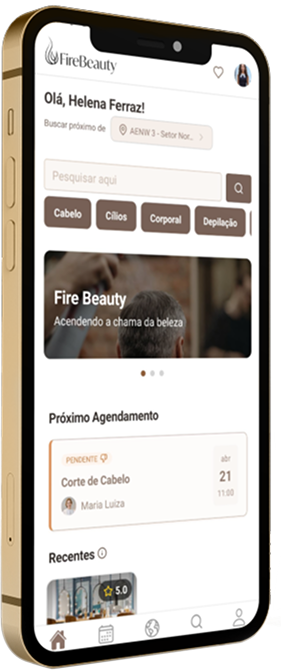 FireBeauty
Olá, Helena Ferraz!
Buscar próximo de
AENW 3 - Setor Nor...
Pesquisar aqui
Cabelo
Cílios
Corporal
Depilação
Fire Beauty
Acendendo a chama da beleza
Próximo Agendamento
PENDENTE
abr
Corte de Cabelo
21
Maria Luíza
11:00
Recentes
5.0